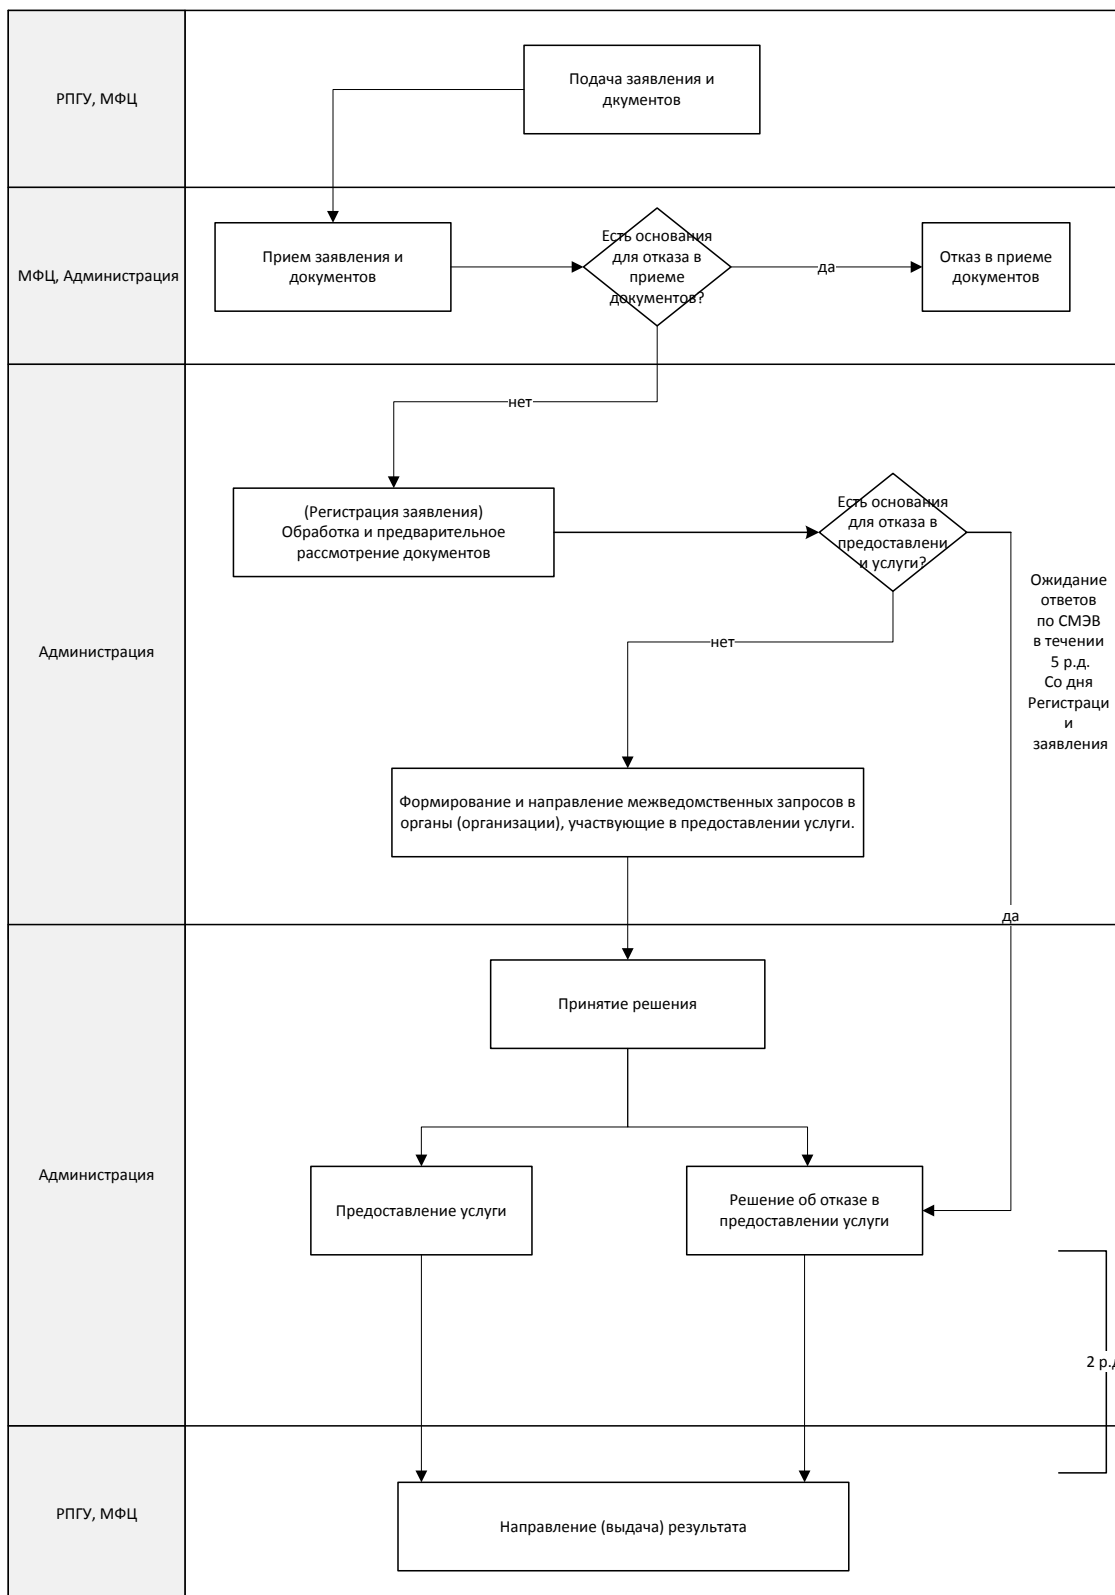 РПГУ, МФЦ
Подача заявления и
дкументов
МФЦ, Администрация
Прием заявления и
документов
Есть основания
для отказа в
приеме
документов?
да
Отказ в приеме
документов
нет
Администрация
(Регистрация заявления)
Обработка и предварительное
рассмотрение документов
Есть основания
для отказа в
предоставлени
и услуги?
Ожидание
ответов
по СМЭВ
в течении
5 р.д.
Со дня
Регистраци
и
заявления
нет
Формирование и направление межведомственных запросов в
органы (организации), участвующие в предоставлении услуги.
да
Администрация
Принятие решения
Предоставление услуги
Решение об отказе в
предоставлении услуги
2 р.д
РПГУ, МФЦ
Направление (выдача) результата